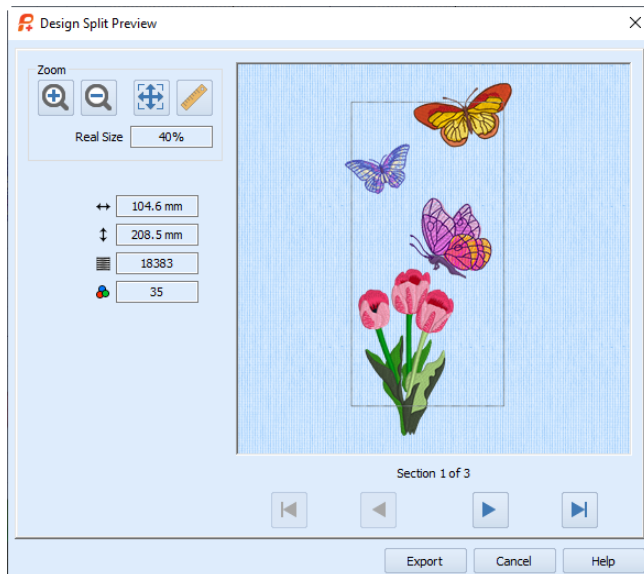 Design Split Preview
Zoom
Real Size 40%
104.6 mm
208.5 mm
18383
35
Section 1 of 3
Export Cancel Help